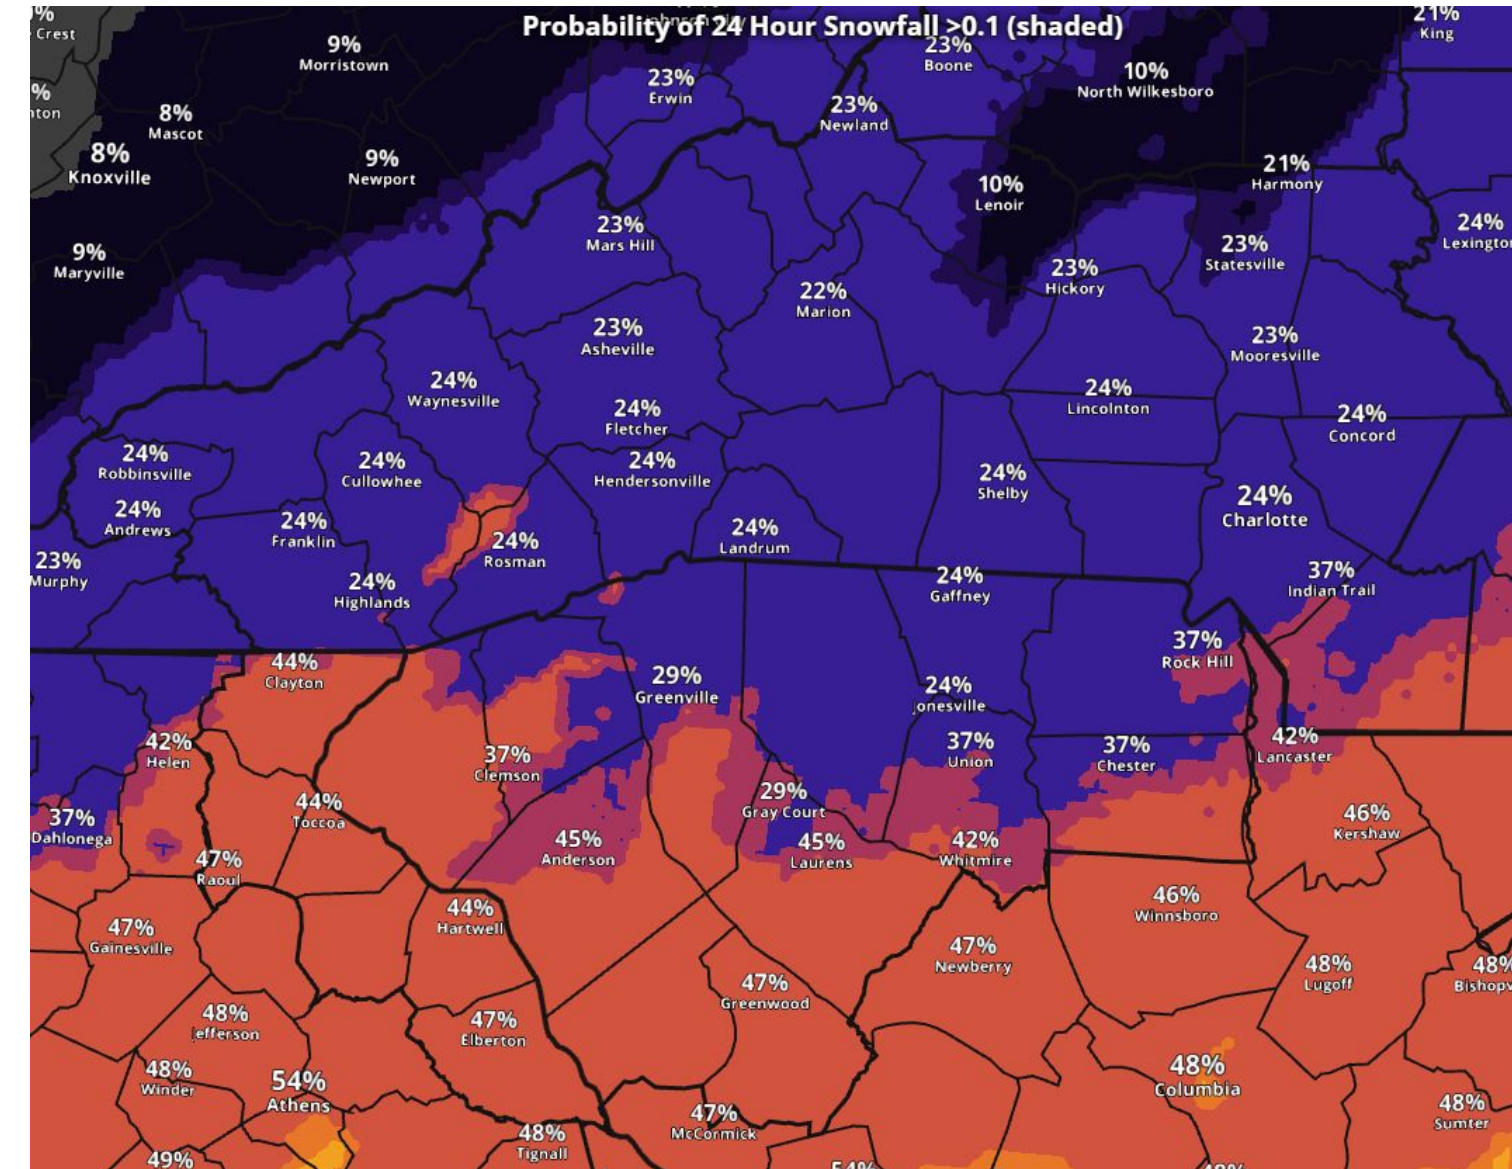 Probability of 24 Hour Snowfall >0.1 (shaded)
Crest
9%
Morristown
23%
Erwin
23%
Boone
23%
Newland
10%
North Wilkesboro
21%
King
8%
Mascot
8%
Knoxville
9%
Newport
9%
Maryville
23%
Mars Hill
10%
Lenoir
21%
Harmony
24%
Lexingto
23%
Statesville
23%
Hickory
22%
Marion
23%
Asheville
23%
Mooresville
24%
Waynesville
24%
Fletcher
24%
Lincolnton
24%
Concord
24%
Robbinsville
24%
Cullowhee
24%
Hendersonville
24%
Shelby
24%
Charlotte
24%
Andrews
24%
Franklin
24%
Rosman
24%
Landrum
23%
Murphy
24%
Highlands
24%
Gaffney
37%
Indian Trail
37%
Rock Hill
44%
Clayton
29%
Greenville
24%
Jonesville
42%
Helen
37%
Clemson
37%
Union
37%
Chester
42%
Lancaster
37%
Dahlonega
44%
Toccoa
29%
Gray Court
46%
Kershaw
45%
Anderson
45%
Laurens
42%
Whitmire
47%
Raoul
44%
Hartwell
46%
Winnsboro
47%
Gainesville
47%
Newberry
48%
Lugoff
48%
Bishopv
47%
Greenwood
48%
Jefferson
47%
Elberton
48%
Winder
54%
Athens
48%
Columbia
47%
McCormick
48%
Sumter
48%
Tignall
49%